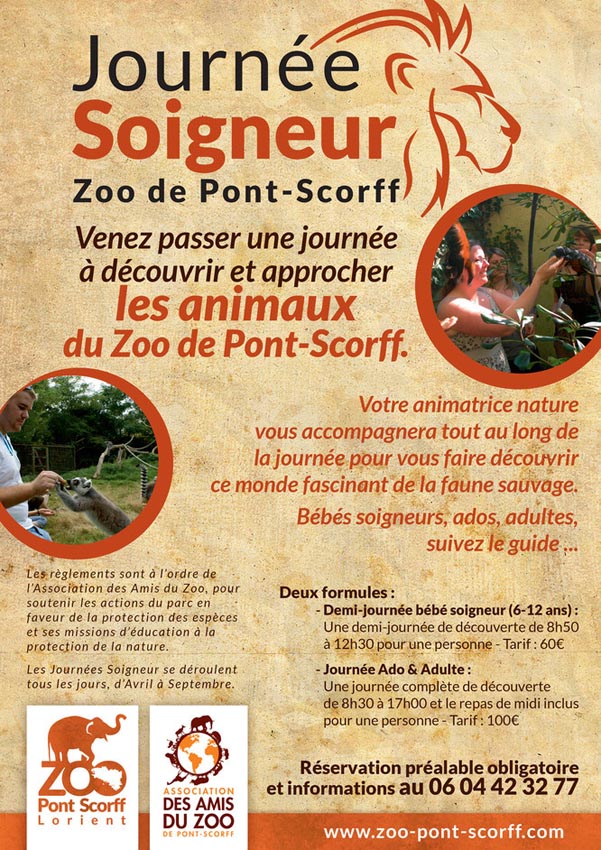 Journée
Soigneur
Zoo de Pont-Scorff
Venez passer une journée
à découvrir et approcher
les animaux
du Zoo de Pont-Scorff.
Votre animatrice nature
vous accompagnera tout au long de
la journée pour vous faire découvrir
ce monde fascinant de la faune sauvage.
Bébés soigneurs, ados, adultes,
suivez le guide ...
Les règlements sont à l'ordre de
l'Association des Amis du Zoo, pour
soutenir les actions du parc en
faveur de la protection des espèces
et ses missions d'éducation à la
protection de la nature.
Les Journées Soigneur se déroulent
tous les jours, d'Avril à Septembre.
Deux formules :
- Demi-journée bébé soigneur (6-12 ans) :
Une demi-journée de découverte de 8h50
à 12h30 pour une personne - Tarif : 60€
- Journée Ado & Adulte :
Une journée complète de découverte
de 8h30 à 17h00 et le repas de midi inclus
pour une personne - Tarif : 100€
ZOO
Pont Scorff
Lorient
ASSOCIATION
DES AMIS
DU ZOO
DE PONT-SCORFF
Réservation préalable obligatoire
et informations au 06 04 42 32 77
www.zoo-pont-scorff.com